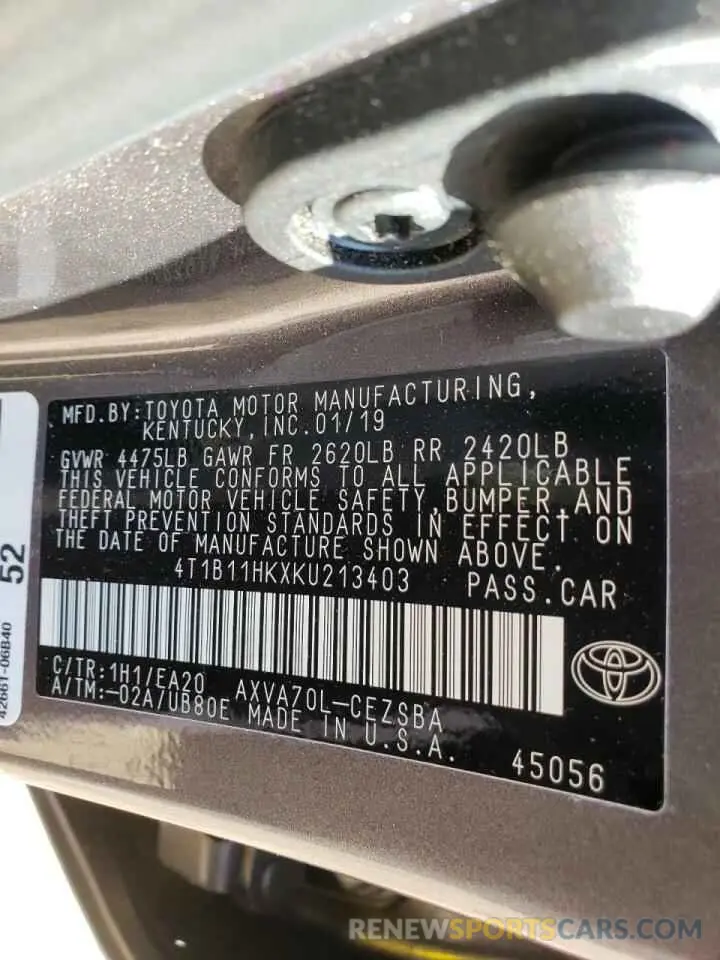 MFD.BY:TOYOTA MOTOR MANUFACTURING,
KENTUCKY,INC.01/19
GVWR 4475LB GAWR FR 2620LB RR 2420LB
THIS VEHICLE CONFORMS TO ALL APPLICABLE
FEDERAL MOTOR VEHICLE SAFETY,BUMPER,AND
THEFT PREVENTION STANDARDS IN EFFECT ON
THE DATE OF MANUFACTURE SHOWN ABOVE.
4T1B11HKXKU213403 PASS.CAR
C/TR:1H1/EA20 AXVA70L-CEZSBA
A/TM:-02A/UB80E MADE IN U.S.A.
45056
52
42661-06B40
RENEWSPORTSCARS.COM